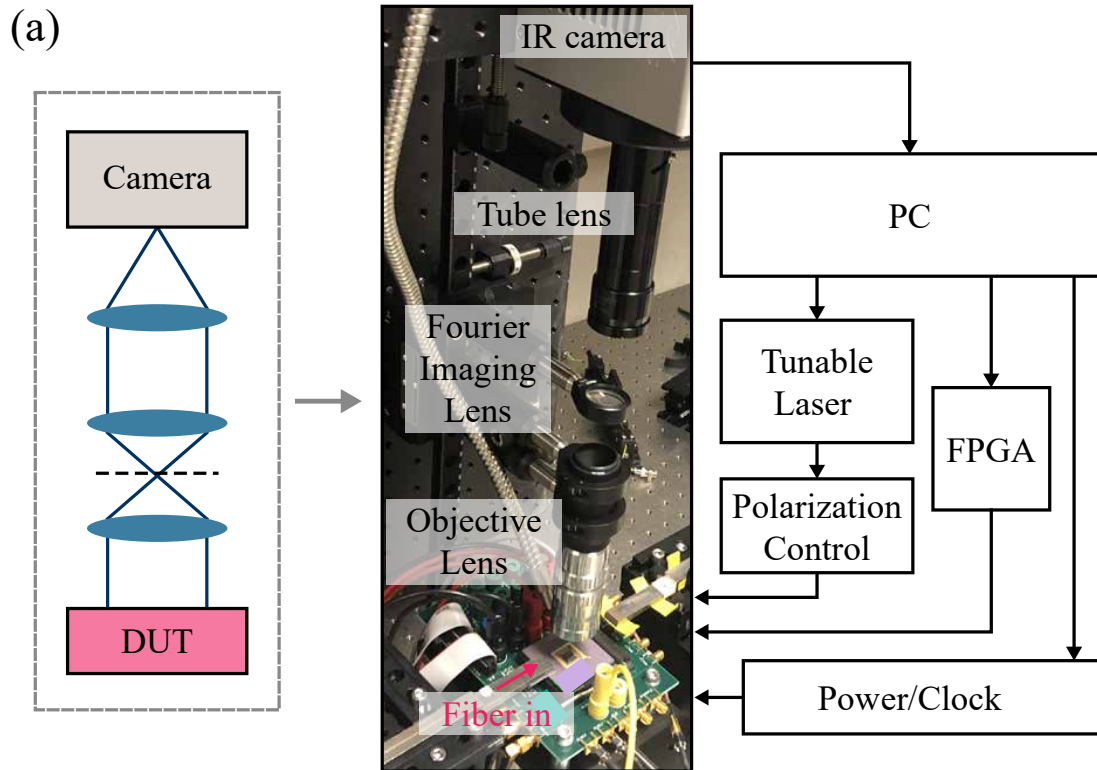 (a)
Camera
DUT
IR camera
Tube lens
Fourier
Imaging
Lens
Objective
Lens
Fiber in
PC
Tunable
Laser
FPGA
Polarization
Control
Power/Clock